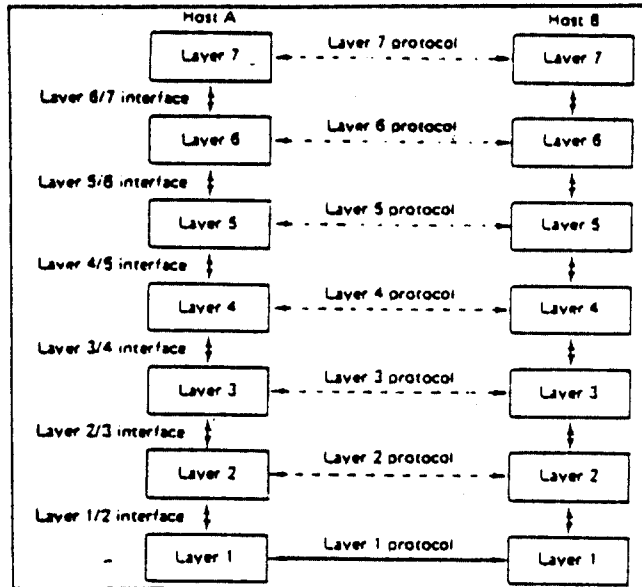 Host A Host B
Layer 7 Layer 7 protocol Layer 7
Layer 6/7 interface
Layer 6 Layer 6 protocol Layer 6
Layer 5/6 interface
Layer 5 Layer 5 protocol Layer 5
Layer 4/5 interface
Layer 4 Layer 4 protocol Layer 4
Layer 3/4 interface
Layer 3 Layer 3 protocol Layer 3
Layer 2/3 interface
Layer 2 Layer 2 protocol Layer 2
Layer 1/2 interface
Layer 1 Layer 1 protocol Layer 1